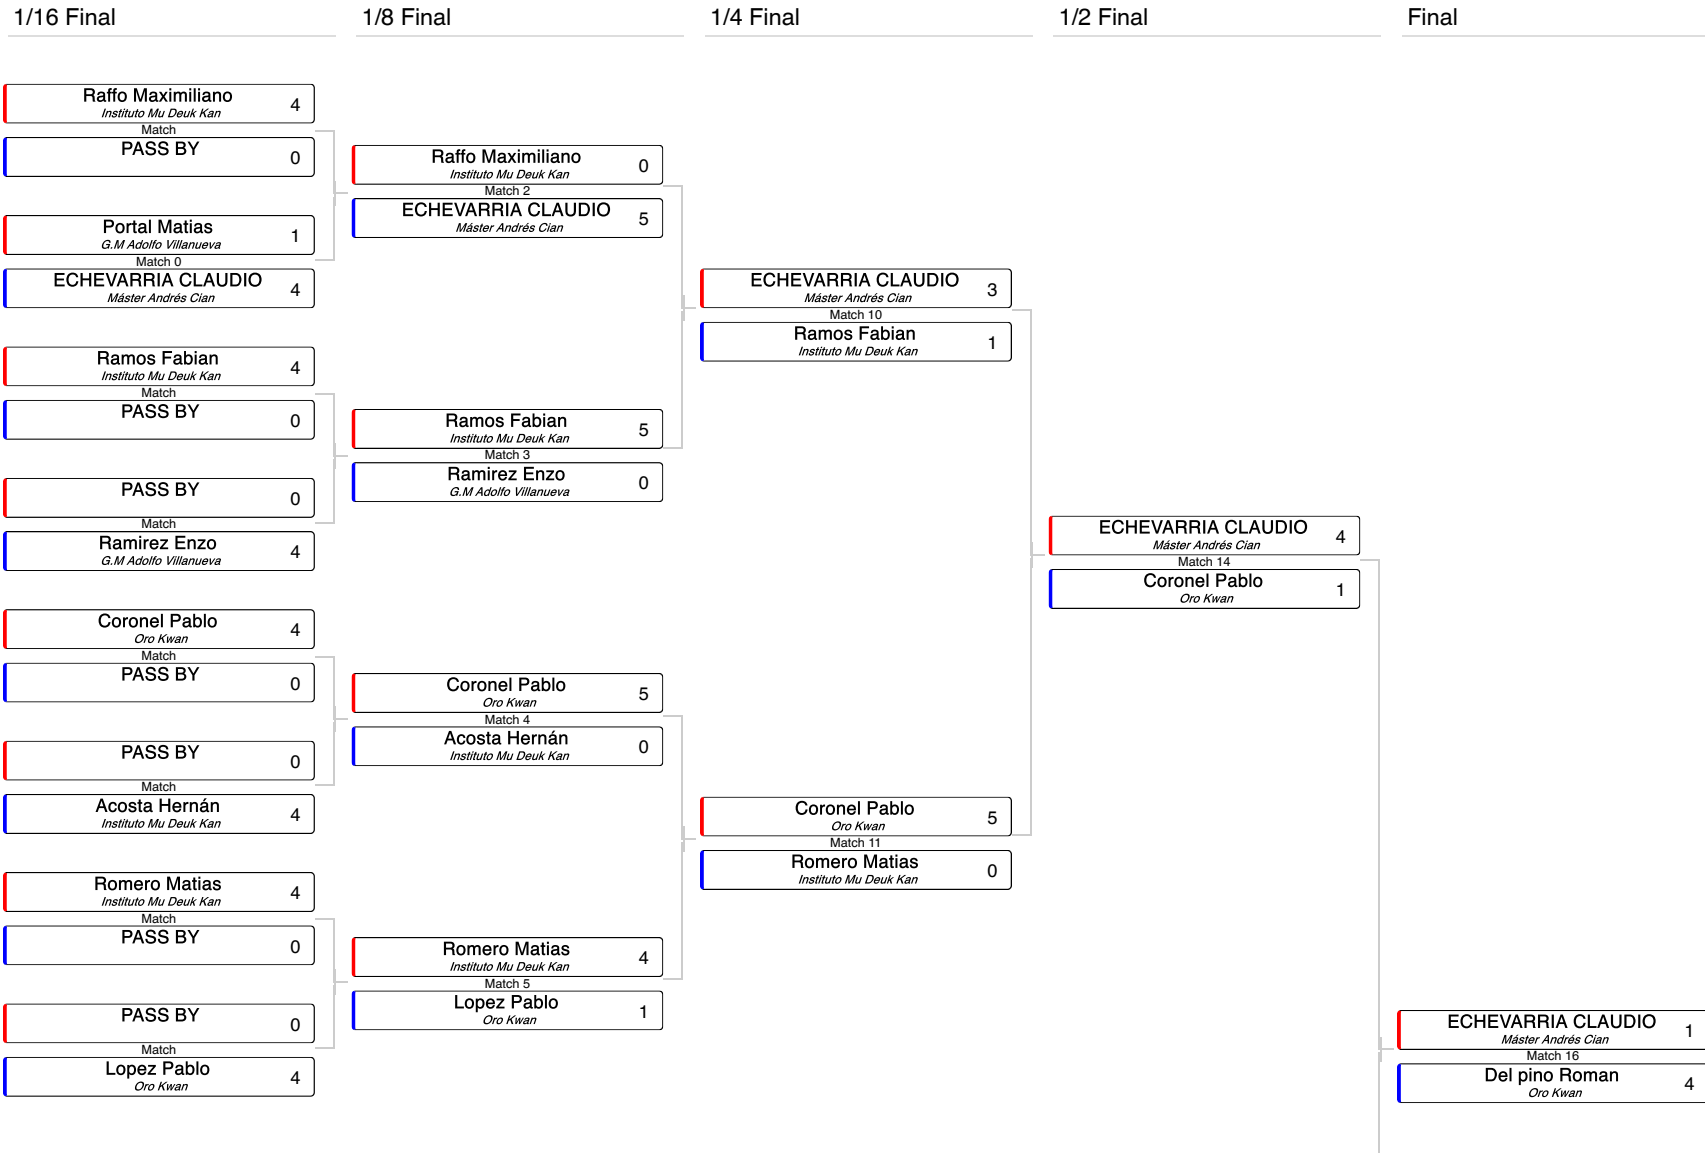 1/16 Final
1/8 Final
1/4 Final
1/2 Final
Final
Raffo Maximiliano 4
Instituto Mu Deuk Kan
Match
PASS BY 0
Portal Matias 1
G.M Adolfo Villanueva
Match 0
ECHEVARRIA CLAUDIO 4
Máster Andrés Cian
Ramos Fabian 4
Instituto Mu Deuk Kan
Match
PASS BY 0
PASS BY 0
Match
Ramirez Enzo 4
G.M Adolfo Villanueva
Coronel Pablo 4
Oro Kwan
Match
PASS BY 0
PASS BY 0
Match
Acosta Hernán 4
Instituto Mu Deuk Kan
Romero Matias 4
Instituto Mu Deuk Kan
Match
PASS BY 0
PASS BY 0
Match
Lopez Pablo 4
Oro Kwan
Raffo Maximiliano 0
Instituto Mu Deuk Kan
Match 2
ECHEVARRIA CLAUDIO 5
Máster Andrés Cian
Ramos Fabian 5
Instituto Mu Deuk Kan
Match 3
Ramirez Enzo 0
G.M Adolfo Villanueva
Coronel Pablo 5
Oro Kwan
Match 4
Acosta Hernán 0
Instituto Mu Deuk Kan
Romero Matias 4
Instituto Mu Deuk Kan
Match 5
Lopez Pablo 1
Oro Kwan
ECHEVARRIA CLAUDIO 3
Máster Andrés Cian
Match 10
Ramos Fabian 1
Instituto Mu Deuk Kan
Coronel Pablo 5
Oro Kwan
Match 11
Romero Matias 0
Instituto Mu Deuk Kan
ECHEVARRIA CLAUDIO 4
Máster Andrés Cian
Match 14
Coronel Pablo 1
Oro Kwan
ECHEVARRIA CLAUDIO 1
Máster Andrés Cian
Match 16
Del pino Roman 4
Oro Kwan